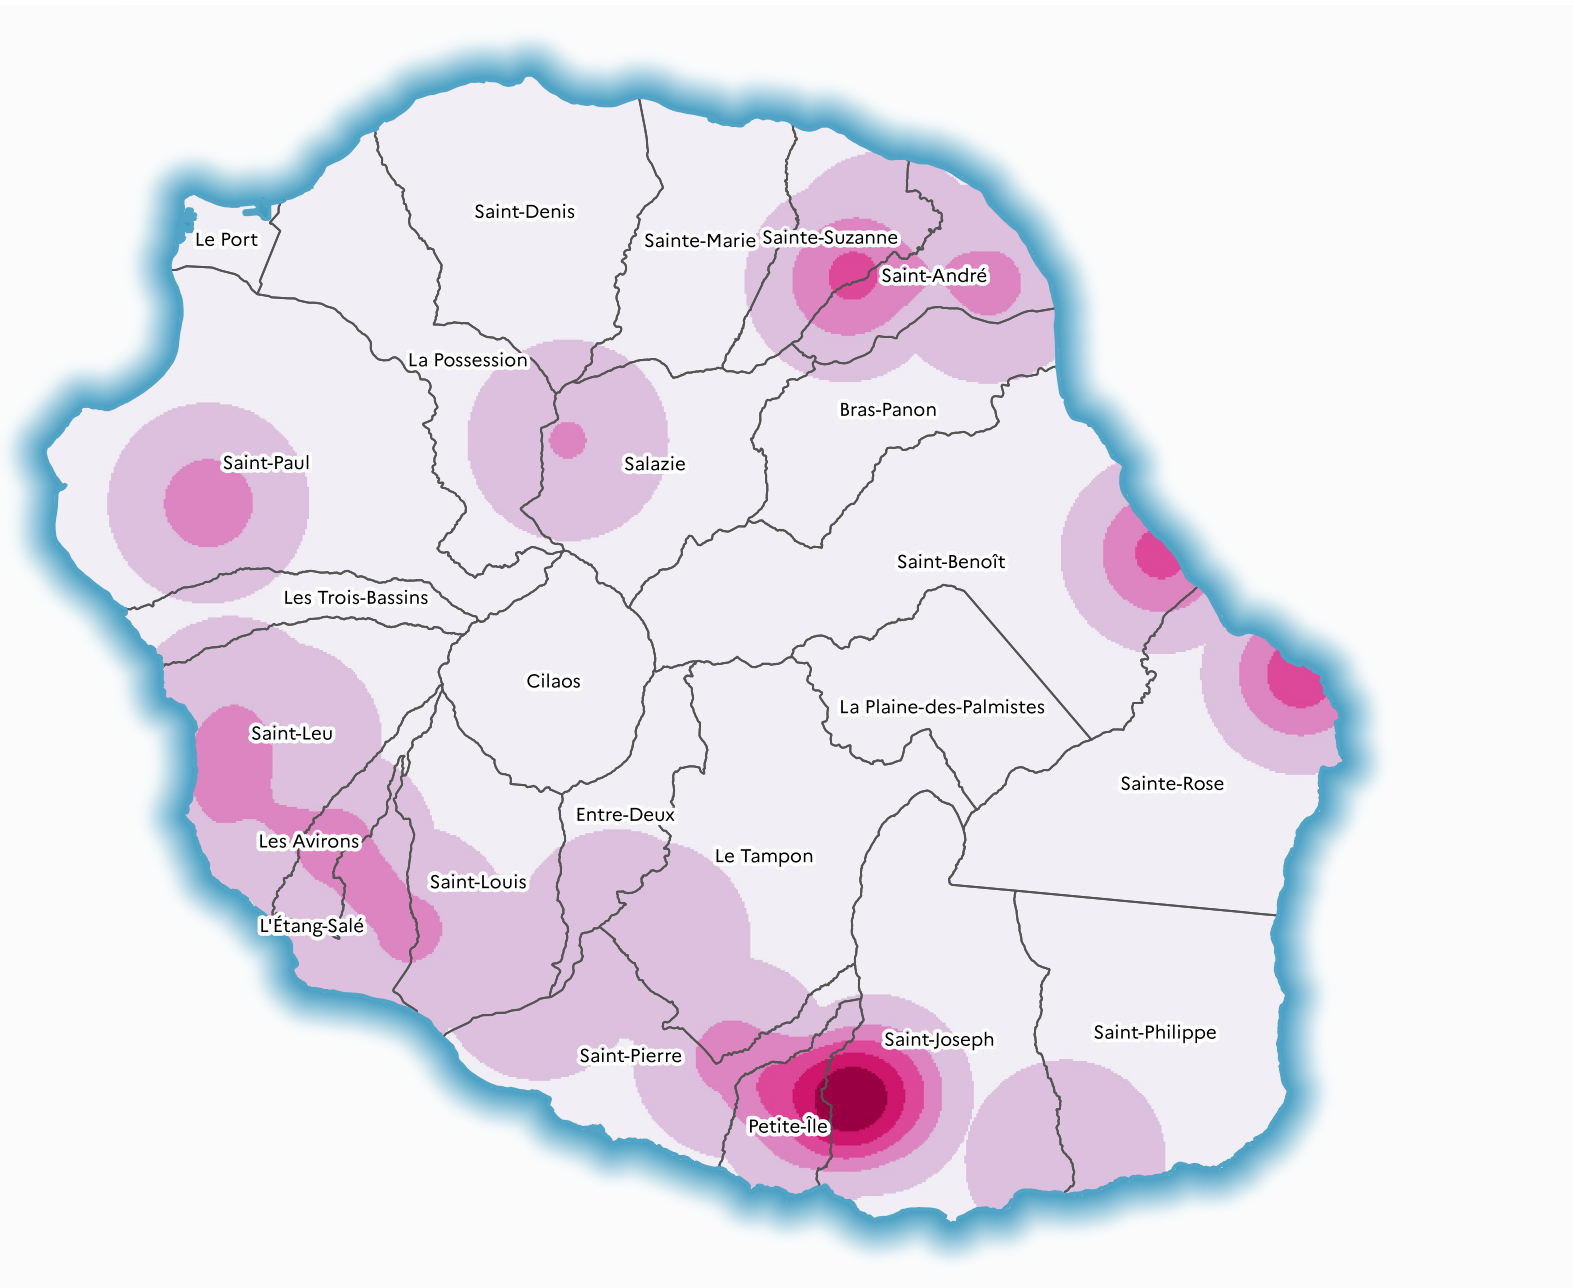 Saint-Denis
Le Port
Sainte-Marie
Sainte-Suzanne
Saint-André
La Possession
Bras-Panon
Saint-Paul
Salazie
Saint-Benoît
Les Trois-Bassins
Cilaos
La Plaine-des-Palmistes
Saint-Leu
Sainte-Rose
Entre-Deux
Les Avirons
Le Tampon
Saint-Louis
L'Étang-Salé
Saint-Philippe
Saint-Joseph
Saint-Pierre
Petite-Île